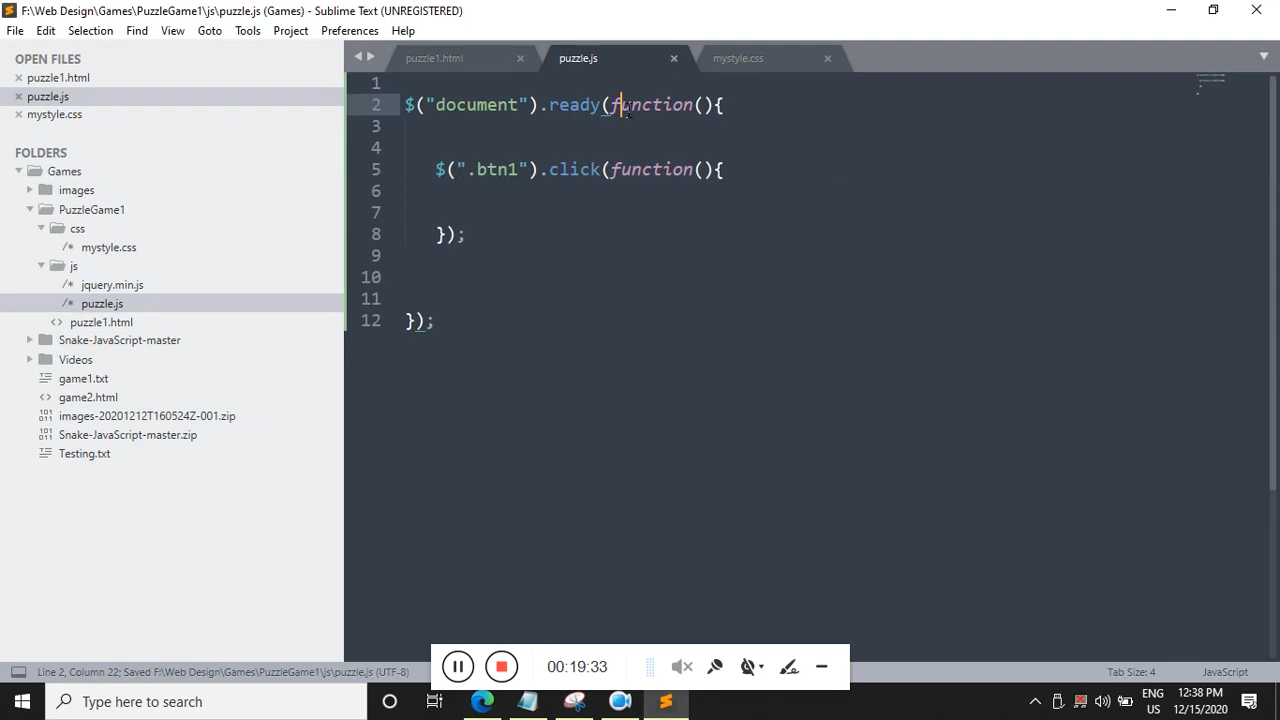 F:\Web Design\Games\PuzzleGame1\js\puzzle.js (Games) - Sublime Text (UNREGISTERED)
File Edit Selection Find View Goto Tools Project Preferences Help
OPEN FILES
puzzle1.html
puzzle.js
mystyle.css
FOLDERS
Games
images
PuzzleGame1
css
/* mystyle.css
js
/* jquery.min.js
/* puzzle.js
<> puzzle1.html
Snake-JavaScript-master
Videos
game1.txt
<> game2.html
images-20201212T160524Z-001.zip
Snake-JavaScript-master.zip
Testing.txt
puzzle1.html puzzle.js mystyle.css
1
2 $("document").ready(function(){
3
4
5 $(".btn1").click(function(){
6
7
8 });
9
10
11
12 });
00:19:33
Line 2, Column 22; Saved F:\Web Design\Games\PuzzleGame1\js\puzzle.js (UTF-8) Tab Size: 4 JavaScript
Type here to search
ENG
US
12:38 PM
12/15/2020